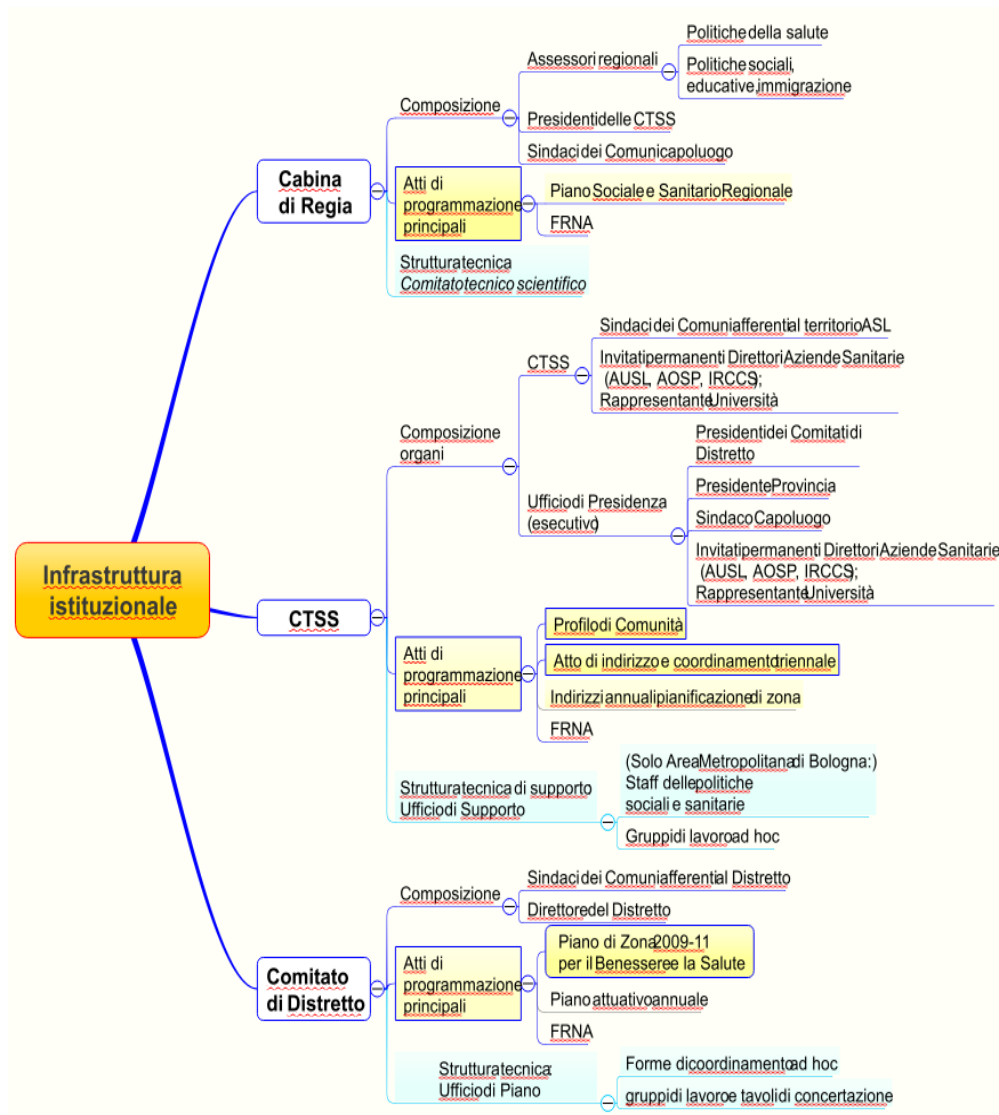 Politiche della salute
Assessori regionali
Politiche sociali,
educative, immigrazione
Composizione
Presidenti delle CTSS
Sindaci dei Comuni capoluogo
Cabina
di Regia
Atti di
programmazione
principali
Piano Sociale e Sanitario Regionale
FRNA
Struttura tecnica
Comitato tecnico scientifico
Sindaci dei Comuni afferenti al territorio ASL
CTSS
Invitati permanenti Direttori Aziende Sanitarie
(AUSL, AOSP, IRCCS);
Rappresentante Università
Composizione
organi
Presidenti dei Comitati di
Distretto
Ufficio di Presidenza
(esecutivo)
Presidente Provincia
Sindaco Capoluogo
Invitati permanenti Direttori Aziende Sanitarie
(AUSL, AOSP, IRCCS);
Rappresentante Università
Infrastruttura
istituzionale
CTSS
Profilo di Comunità
Atti di
programmazione
principali
Atto di indirizzo e coordinamento triennale
Indirizzi annuali pianificazione di zona
FRNA
Struttura tecnica di supporto
Ufficio di Supporto
(Solo Area Metropolitana di Bologna:)
Staff delle politiche
sociali e sanitarie
Gruppi di lavoro ad hoc
Composizione
Sindaci dei Comuni afferenti al Distretto
Direttore del Distretto
Comitato
di Distretto
Atti di
programmazione
principali
Piano di Zona 2009-11
per il Benessere e la Salute
Piano attuativo annuale
FRNA
Struttura tecnica:
Ufficio di Piano
Forme di coordinamento ad hoc
gruppi di lavoro e tavoli di concertazione